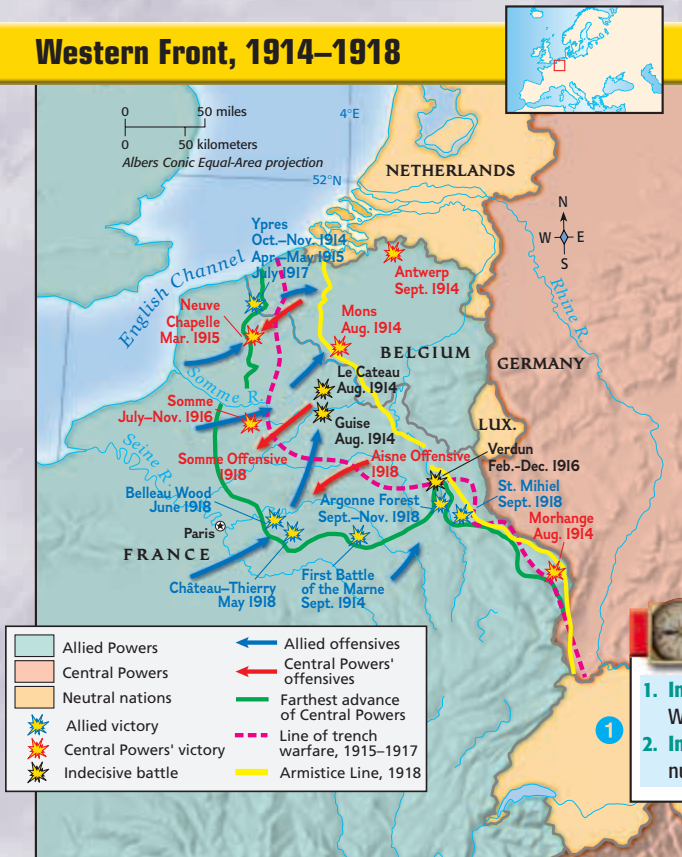 Western Front, 1914–1918
0 50 miles
0 50 kilometers
Albers Conic Equal-Area projection
4°E
52°N
NETHERLANDS
N
W E
S
English Channel
Ypres
Oct.–Nov. 1914
Apr.–May 1915
July 1917
Antwerp
Sept. 1914
Rhine R.
Neuve
Chapelle
Mar. 1915
Mons
Aug. 1914
BELGIUM
GERMANY
Le Cateau
Aug. 1914
Somme R.
Somme
July–Nov. 1916
Guise
Aug. 1914
LUX.
Seine R.
Somme Offensive
1918
Aisne Offensive
1918
Verdun
Feb.-Dec. 1916
Belleau Wood
June 1918
Argonne Forest
Sept.–Nov. 1918
St. Mihiel
Sept. 1918
Paris
Morhange
Aug. 1914
FRANCE
Château–Thierry
May 1918
First Battle
of the Marne
Sept. 1914
Allied Powers
Central Powers
Neutral nations
Allied victory
Central Powers' victory
Indecisive battle
Allied offensives
Central Powers'
offensives
Farthest advance
of Central Powers
Line of trench
warfare, 1915–1917
Armistice Line, 1918
1
1. In
W
2. In
nu